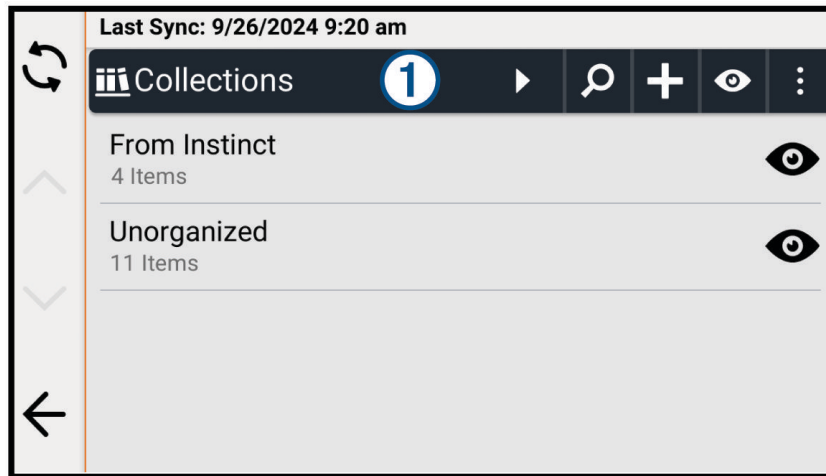 Last Sync: 9/26/2024 9:20 am
Collections 1
From Instinct
4 Items
Unorganized
11 Items